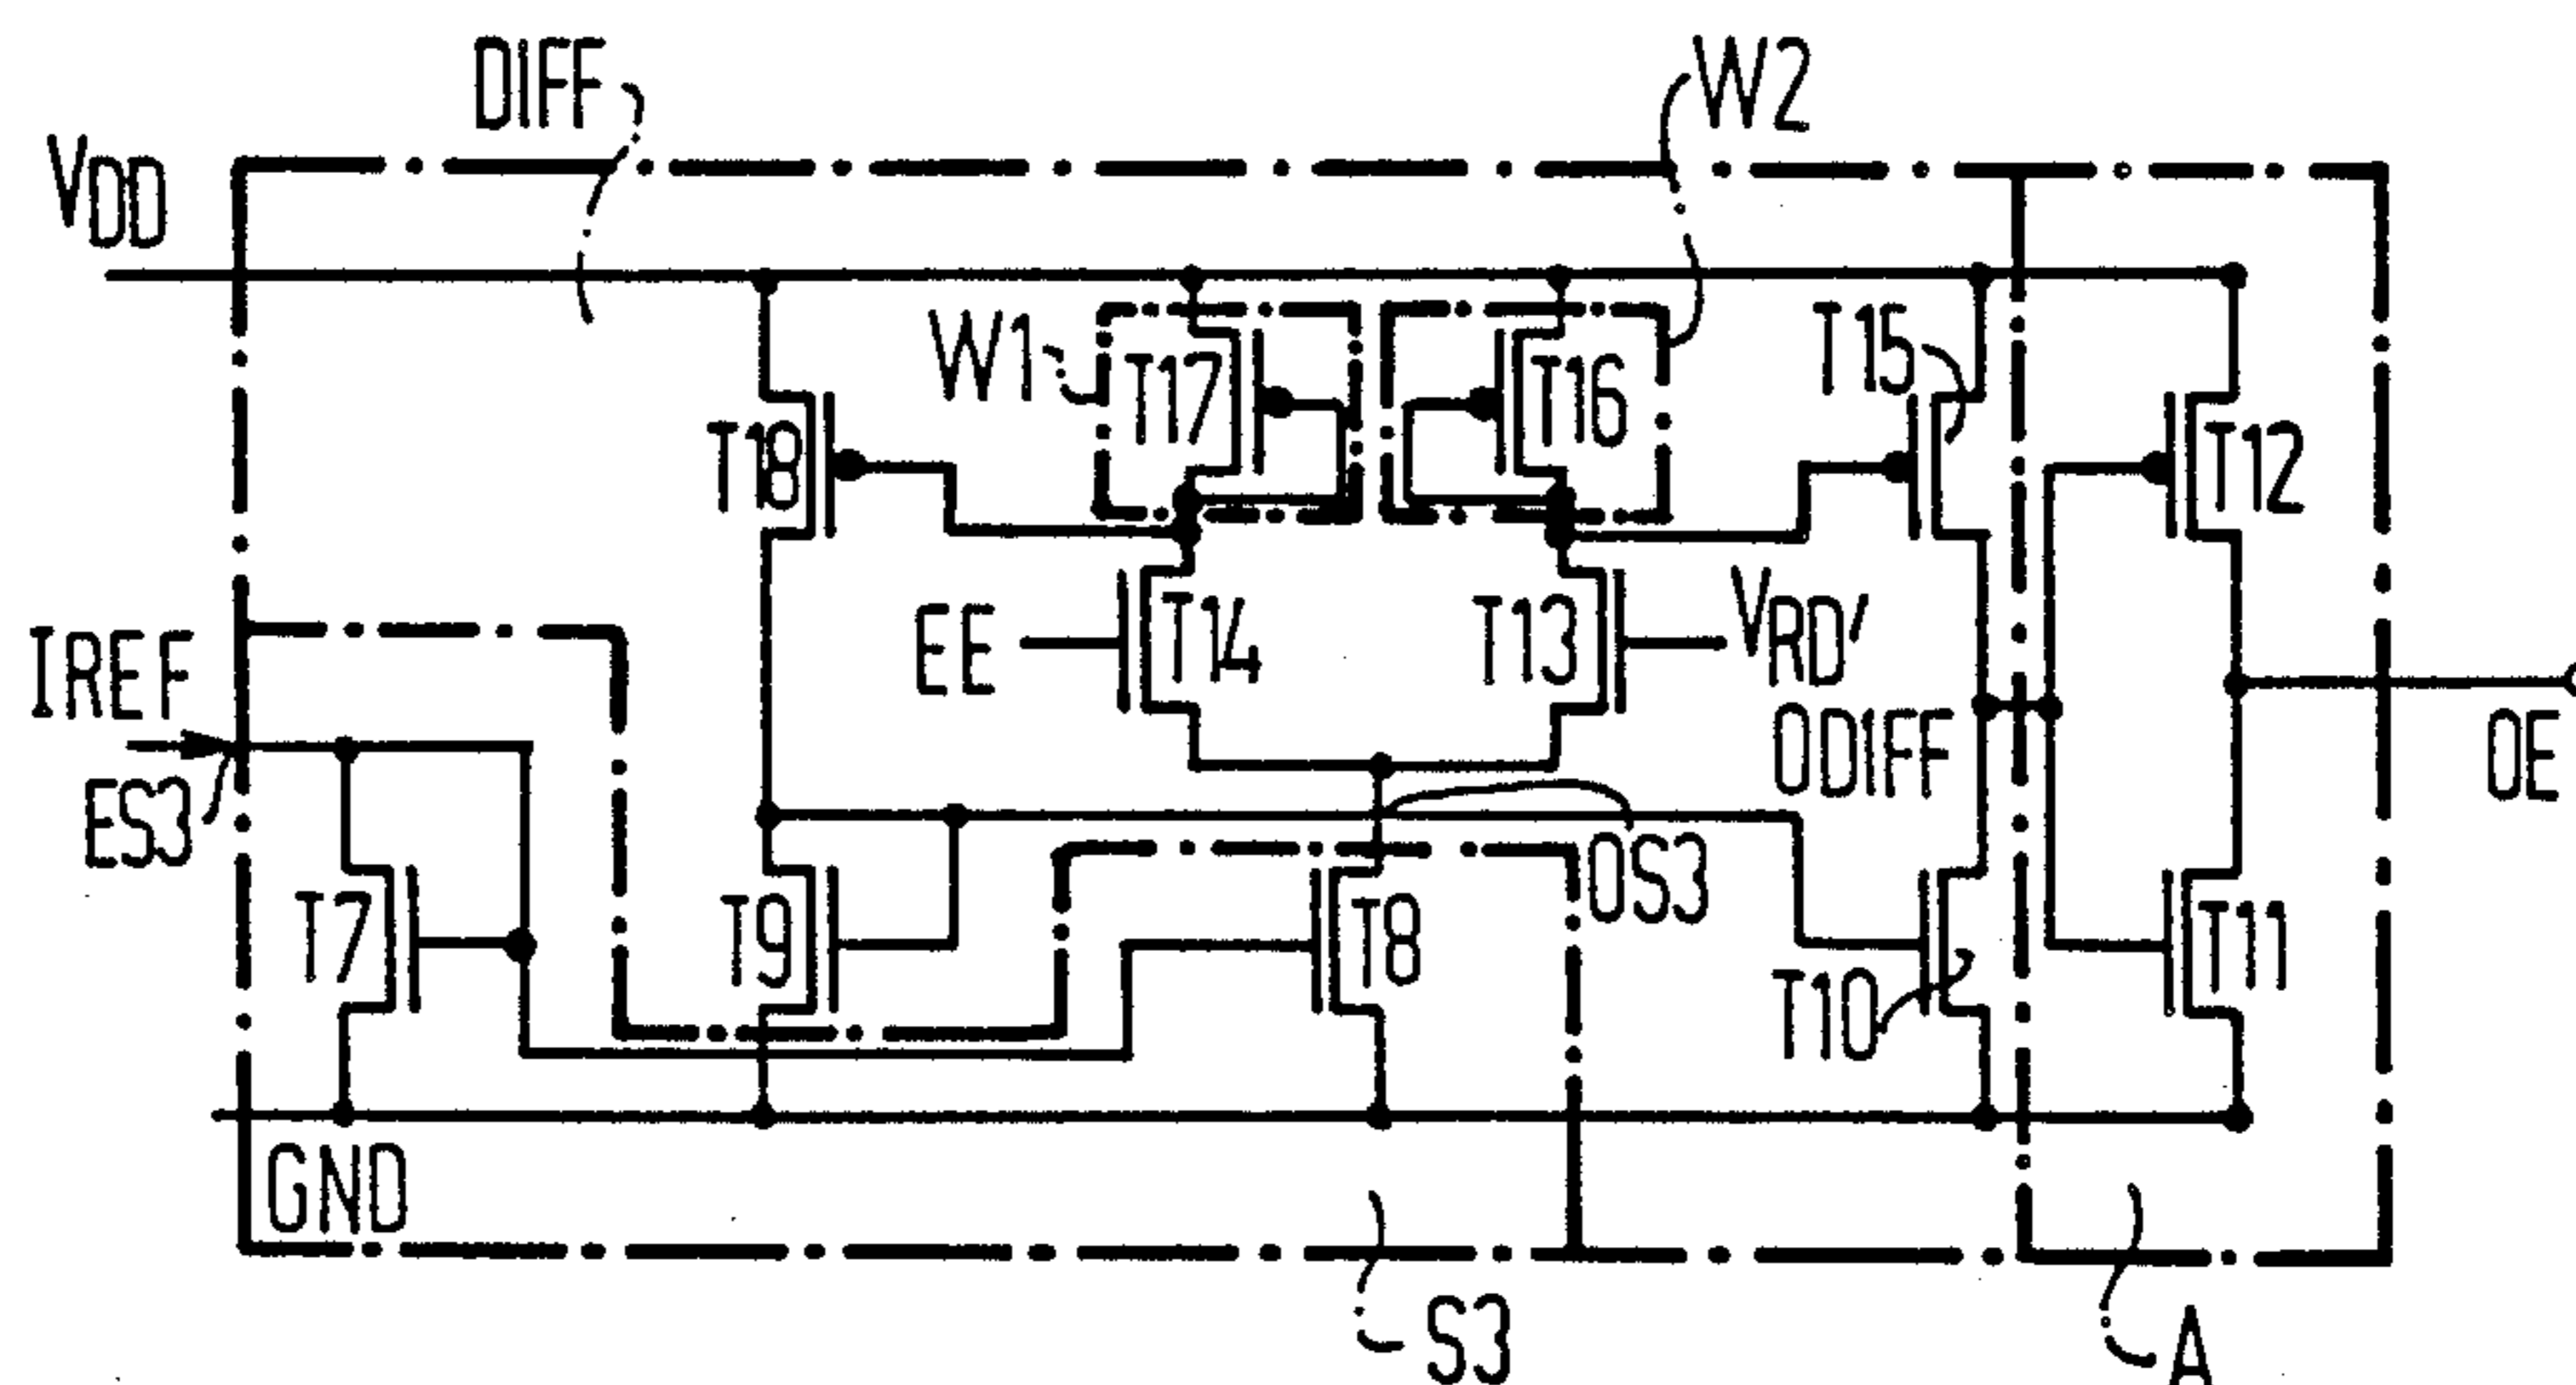 DIFF
W2
VDD
W1
T17
T16
T15
T18
T12
EE
T14
T13
VRD'
IREF
ODIFF
OE
ES3
OS3
T7
T9
T8
T10
T11
GND
S3
A